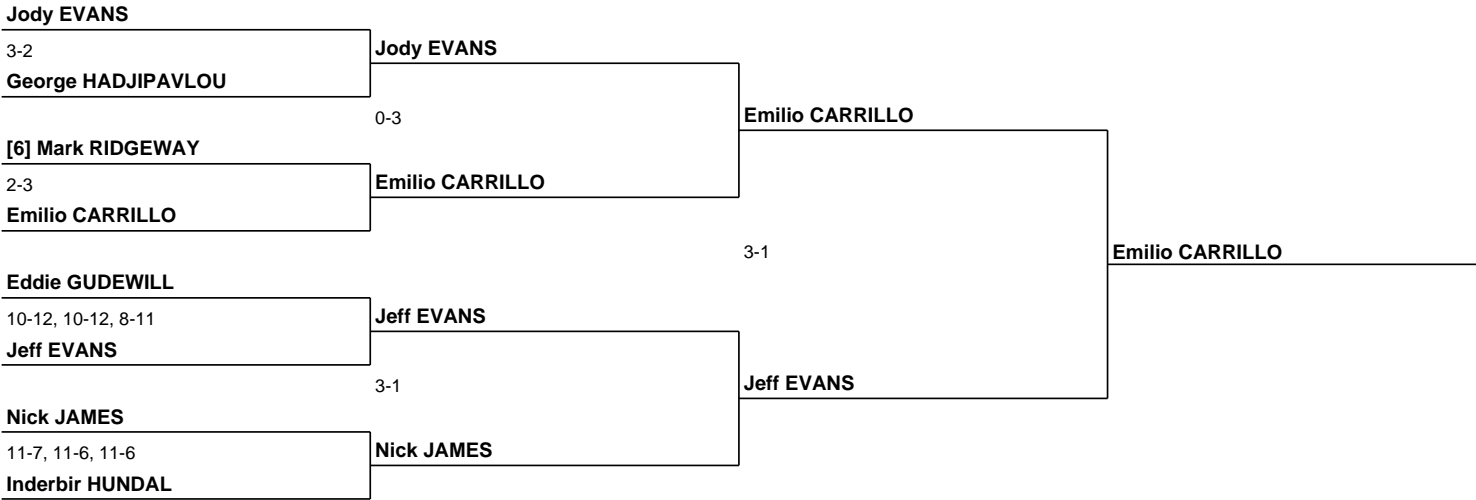 Jody EVANS
3-2
Jody EVANS
George HADJIPAVLOU
0-3
Emilio CARRILLO
[6] Mark RIDGEWAY
2-3
Emilio CARRILLO
Emilio CARRILLO
3-1
Emilio CARRILLO
Eddie GUDEWILL
10-12, 10-12, 8-11
Jeff EVANS
Jeff EVANS
3-1
Jeff EVANS
Nick JAMES
11-7, 11-6, 11-6
Nick JAMES
Inderbir HUNDAL